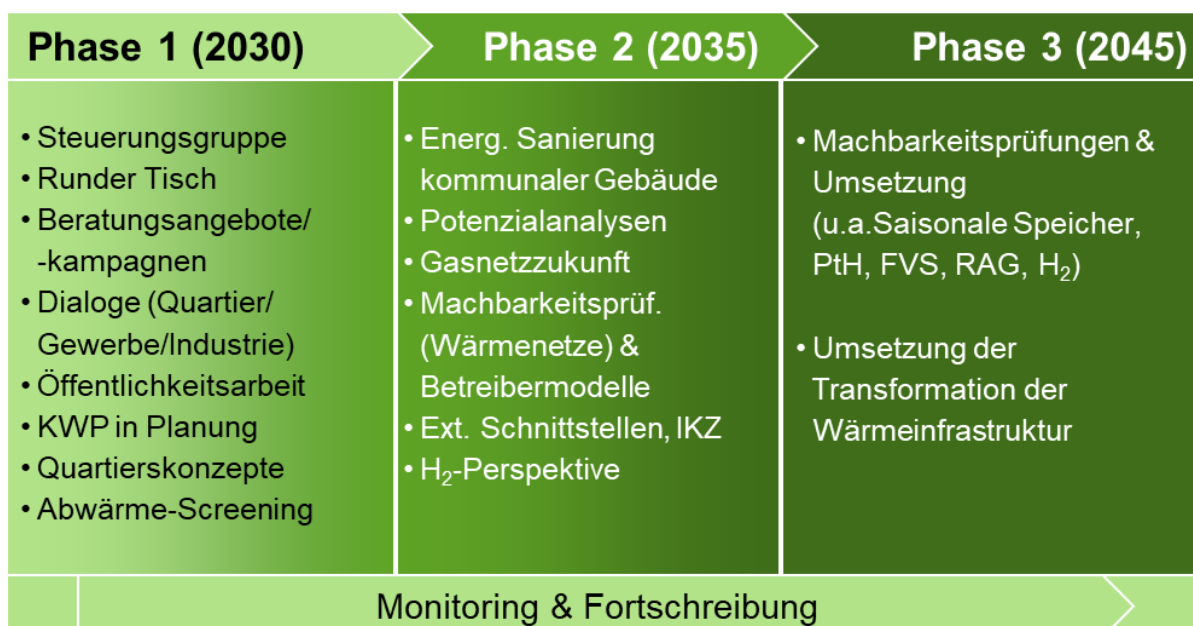 Phase 1 (2030)
Phase 2 (2035)
Phase 3 (2045)
• Steuerungsgruppe
• Runder Tisch
• Beratungsangebote/
-kampagnen
• Dialoge (Quartier/
Gewerbe/Industrie)
• Öffentlichkeitsarbeit
• KWP in Planung
• Quartierskonzepte
• Abwärme-Screening
• Energ. Sanierung
kommunaler Gebäude
• Potenzialanalysen
• Gasnetzzukunft
• Machbarkeitsprüf.
(Wärmenetze) &
Betreibermodelle
• Ext. Schnittstellen, IKZ
• H₂-Perspektive
• Machbarkeitsprüfungen &
Umsetzung
(u.a.Saisonale Speicher,
PtH, FVS, RAG, H₂)
• Umsetzung der
Transformation der
Wärmeinfrastruktur
Monitoring & Fortschreibung